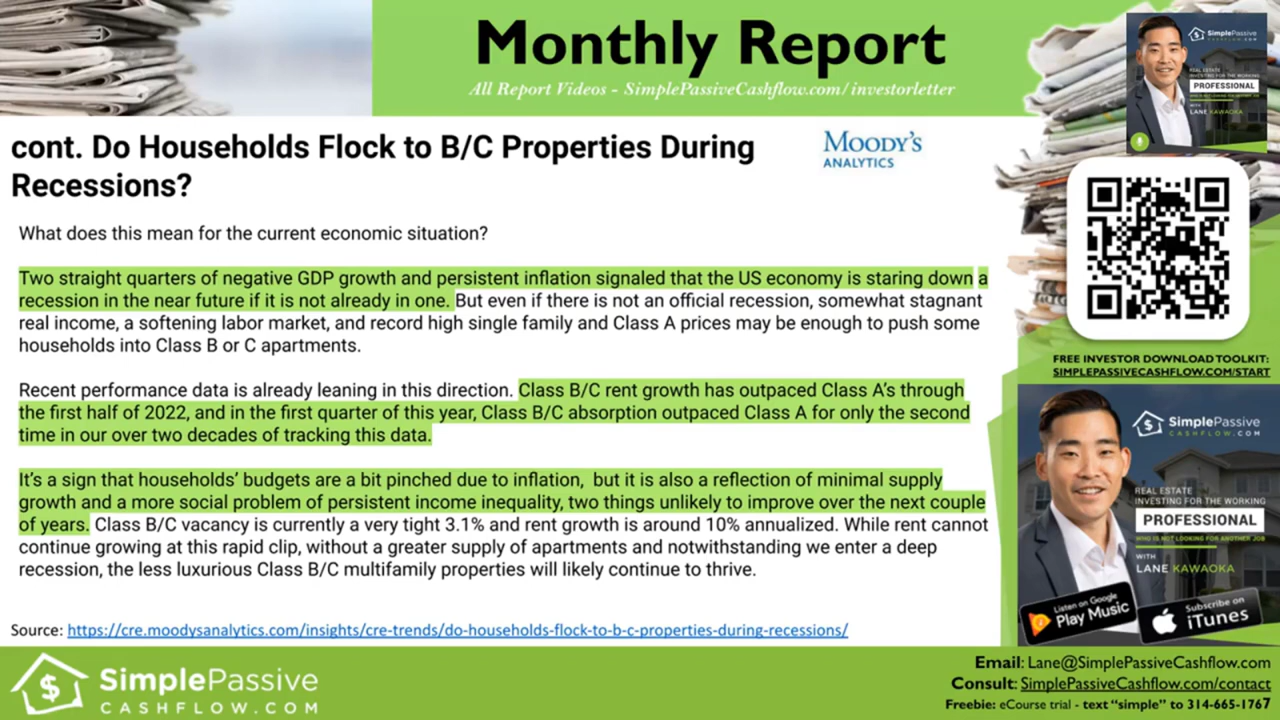 Monthly Report
All Report Videos - SimplePassiveCashflow.com/investorletter
SimplePassive
CASHFLOW.COM
REAL ESTATE
INVESTING FOR THE WORKING
PROFESSIONAL
WITH
LANE KAWAOKA
cont. Do Households Flock to B/C Properties During
Recessions?
MOODY'S
ANALYTICS
What does this mean for the current economic situation?
Two straight quarters of negative GDP growth and persistent inflation signaled that the US economy is staring down a
recession in the near future if it is not already in one. But even if there is not an official recession, somewhat stagnant
real income, a softening labor market, and record high single family and Class A prices may be enough to push some
households into Class B or C apartments.
Recent performance data is already leaning in this direction. Class B/C rent growth has outpaced Class A's through
the first half of 2022, and in the first quarter of this year, Class B/C absorption outpaced Class A for only the second
time in our over two decades of tracking this data.
It's a sign that households' budgets are a bit pinched due to inflation, but it is also a reflection of minimal supply
growth and a more social problem of persistent income inequality, two things unlikely to improve over the next couple
of years. Class B/C vacancy is currently a very tight 3.1% and rent growth is around 10% annualized. While rent cannot
continue growing at this rapid clip, without a greater supply of apartments and notwithstanding we enter a deep
recession, the less luxurious Class B/C multifamily properties will likely continue to thrive.
Source: https://cre.moodysanalytics.com/insights/cre-trends/do-households-flock-to-b-c-properties-during-recessions/
FREE INVESTOR DOWNLOAD TOOLKIT:
SIMPLEPASSIVECASHFLOW.COM/START
SimplePassive
CASHFLOW.COM
REAL ESTATE
INVESTING FOR THE WORKING
PROFESSIONAL
WHO IS NOT LOOKING FOR ANOTHER JOB
WITH
LANE KAWAOKA
Listen on Google
Play Music
Subscribe on
iTunes
SimplePassive
CASHFLOW.COM
Email: Lane@SimplePassiveCashflow.com
Consult: SimplePassiveCashflow.com/contact
Freebie: eCourse trial - text "simple" to 314-665-1767